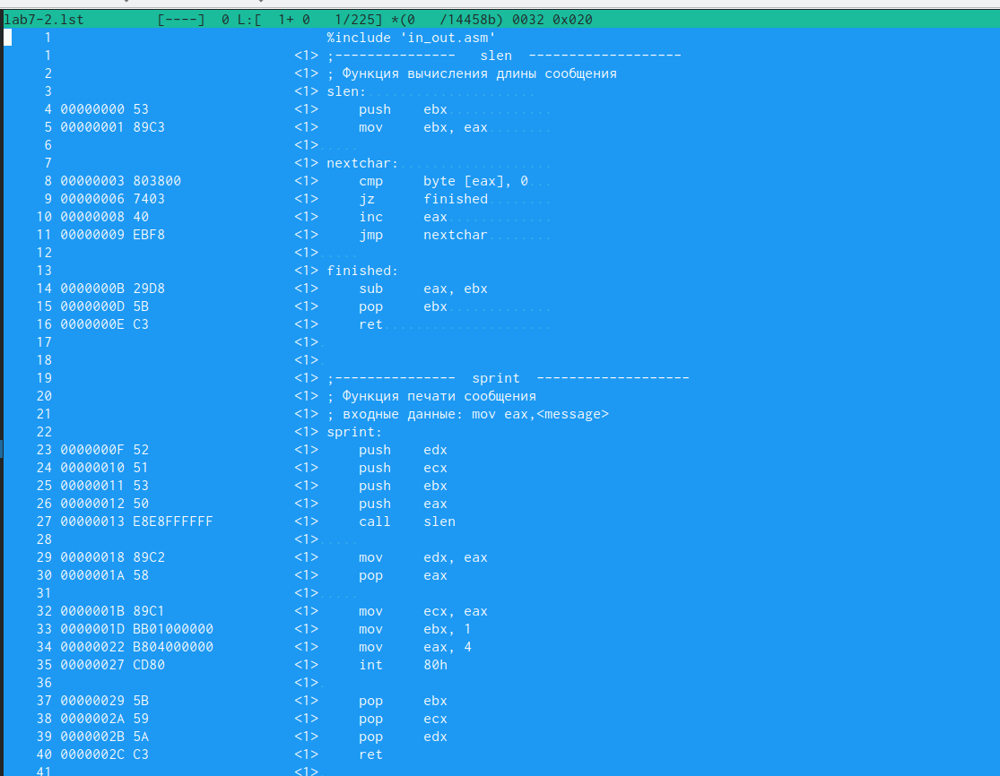 lab7-2.lst [----] 0 L:[ 1+ 0 1/225] *(0 /14458b) 0032 0x020
1 %include 'in_out.asm'
1 <1> ;--------------- slen -------------------
2 <1> ; Функция вычисления длины сообщения
3 <1> slen:.....................
4 00000000 53 <1> push ebx.............
5 00000001 89C3 <1> mov ebx, eax........
6 <1>.....
7 <1> nextchar:...................
8 00000003 803800 <1> cmp byte [eax], 0...
9 00000006 7403 <1> jz finished........
10 00000008 40 <1> inc eax.............
11 00000009 EBF8 <1> jmp nextchar........
12 <1>.....
13 <1> finished:
14 0000000B 29D8 <1> sub eax, ebx
15 0000000D 5B <1> pop ebx.............
16 0000000E C3 <1> ret.....................
17 <1>.
18 <1>.
19 <1> ;--------------- sprint -------------------
20 <1> ; Функция печати сообщения
21 <1> ; входные данные: mov eax,<message>
22 <1> sprint:
23 0000000F 52 <1> push edx
24 00000010 51 <1> push ecx
25 00000011 53 <1> push ebx
26 00000012 50 <1> push eax
27 00000013 E8E8FFFFFF <1> call slen
28 <1>.....
29 00000018 89C2 <1> mov edx, eax
30 0000001A 58 <1> pop eax
31 <1>.....
32 0000001B 89C1 <1> mov ecx, eax
33 0000001D BB01000000 <1> mov ebx, 1
34 00000022 B804000000 <1> mov eax, 4
35 00000027 CD80 <1> int 80h
36 <1>.
37 00000029 5B <1> pop ebx
38 0000002A 59 <1> pop ecx
39 0000002B 5A <1> pop edx
40 0000002C C3 <1> ret
41 <1>